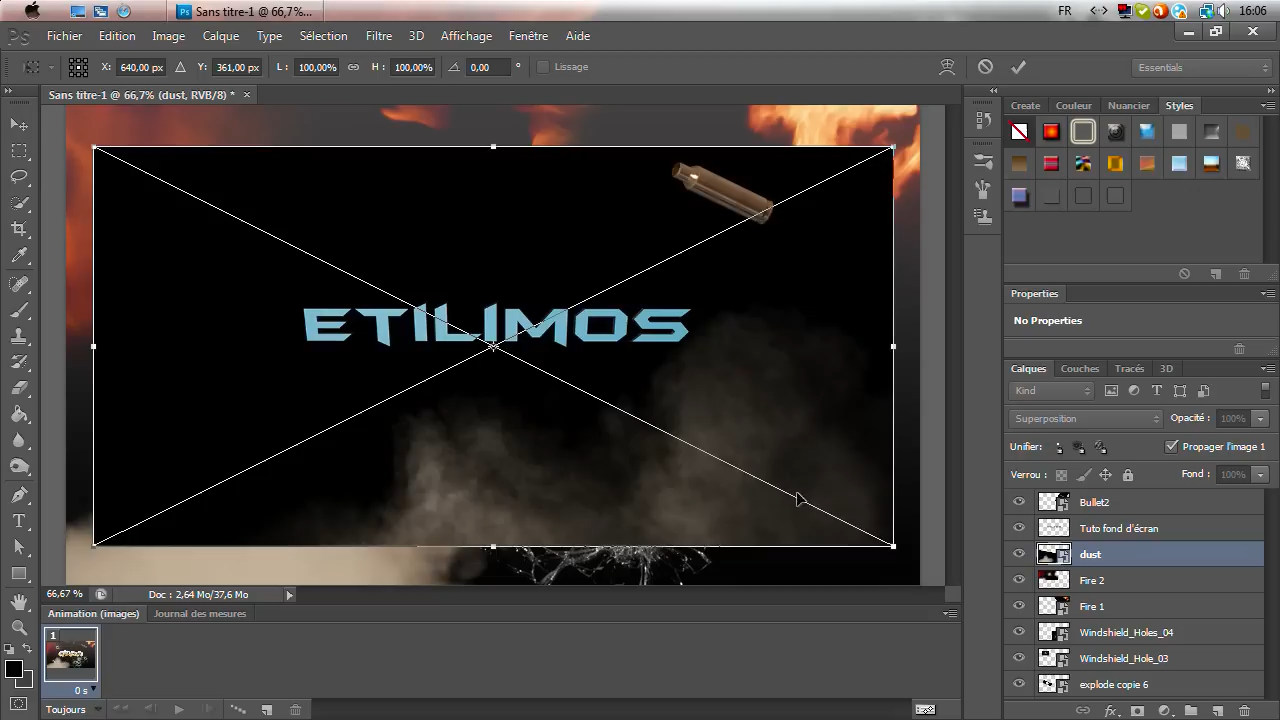 Sans titre-1 @ 66,7%...
FR
16:06
Ps
Fichier Edition Image Calque Type Sélection Filtre 3D Affichage Fenêtre Aide
X: 640,00 px Y: 361,00 px L: 100,00% H: 100,00% 0,00 ° Lissage Essentials
Sans titre-1 @ 66,7% (dust, RVB/8) * ×
Create Couleur Nuancier Styles
ETILIMOS
Properties
No Properties
Calques Couches Tracés 3D
Kind
Superposition Opacité : 100%
Unifier: Propager l'image 1
Verrou : Fond : 100%
Bullet2
Tuto fond d'écran
dust
Fire 2
Fire 1
Windshield_Holes_04
Windshield_Hole_03
explode copie 6
66,67 % Doc : 2,64 Mo/37,6 Mo
Animation (images) Journal des mesures
1
0 s
Toujours
fx